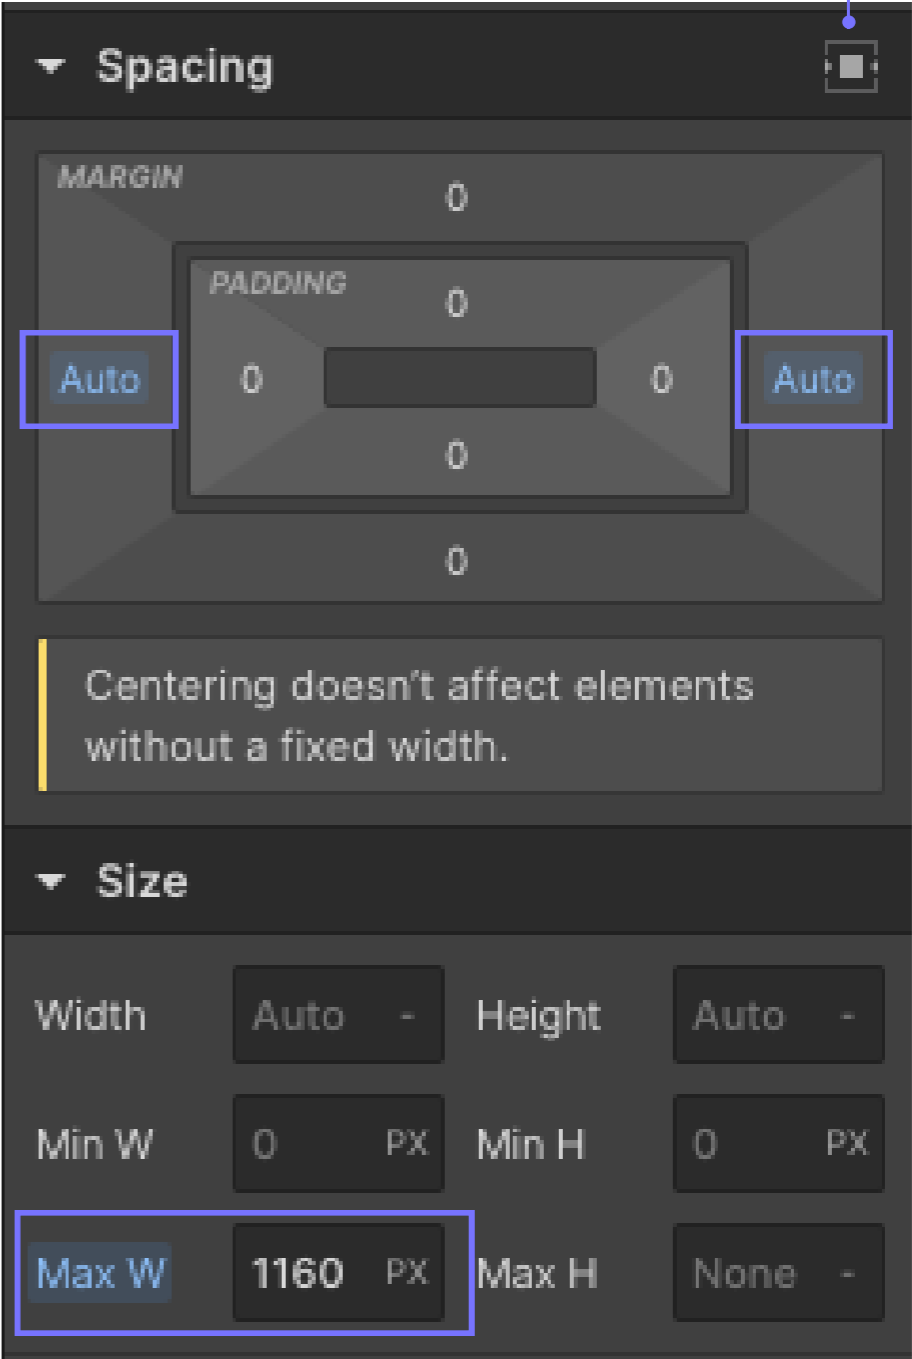 Spacing
MARGIN
0
PADDING
0
Auto 0 0 Auto
0
0
Centering doesn't affect elements
without a fixed width.
Size
Width Auto - Height Auto -
Min W 0 PX Min H 0 PX
Max W 1160 PX Max H None -